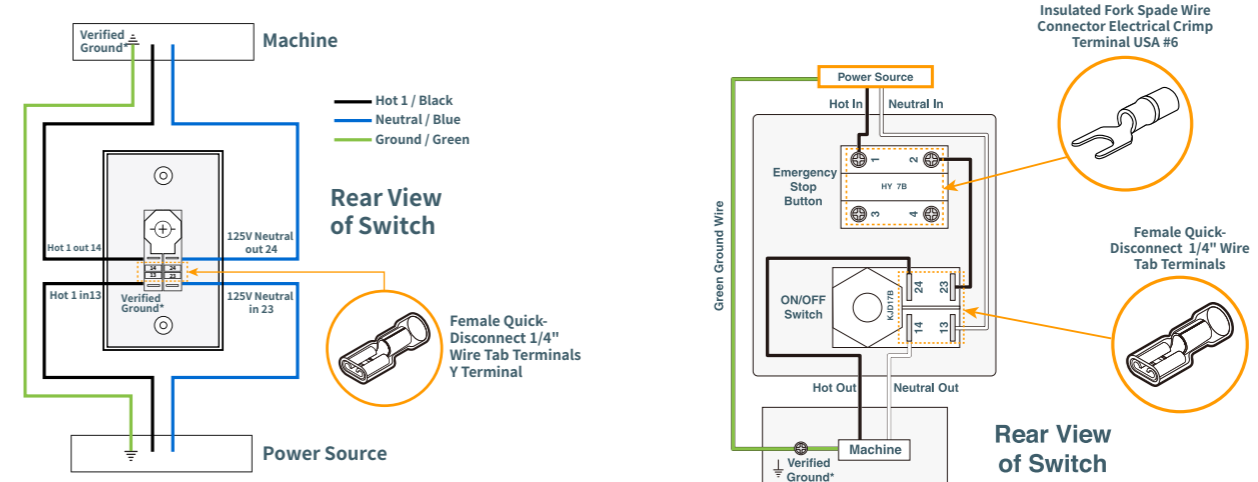 Verified
Ground*
Machine
Hot 1 / Black
Neutral / Blue
Ground / Green
Rear View
of Switch
Hot 1 out 14
125V Neutral
out 24
14 24
13 23
Hot 1 in13
Verified
Ground*
125V Neutral
in 23
Female Quick-
Disconnect 1/4"
Wire Tab Terminals
Y Terminal
Power Source
Insulated Fork Spade Wire
Connector Electrical Crimp
Terminal USA #6
Power Source
Hot In
Neutral In
1
2
Emergency
Stop
Button
HY 7B
3
4
Green Ground Wire
Female Quick-
Disconnect 1/4" Wire
Tab Terminals
ON/OFF
Switch
KJD17B
24
23
14
13
Hot Out
Neutral Out
Machine
Verified
Ground*
Rear View
of Switch